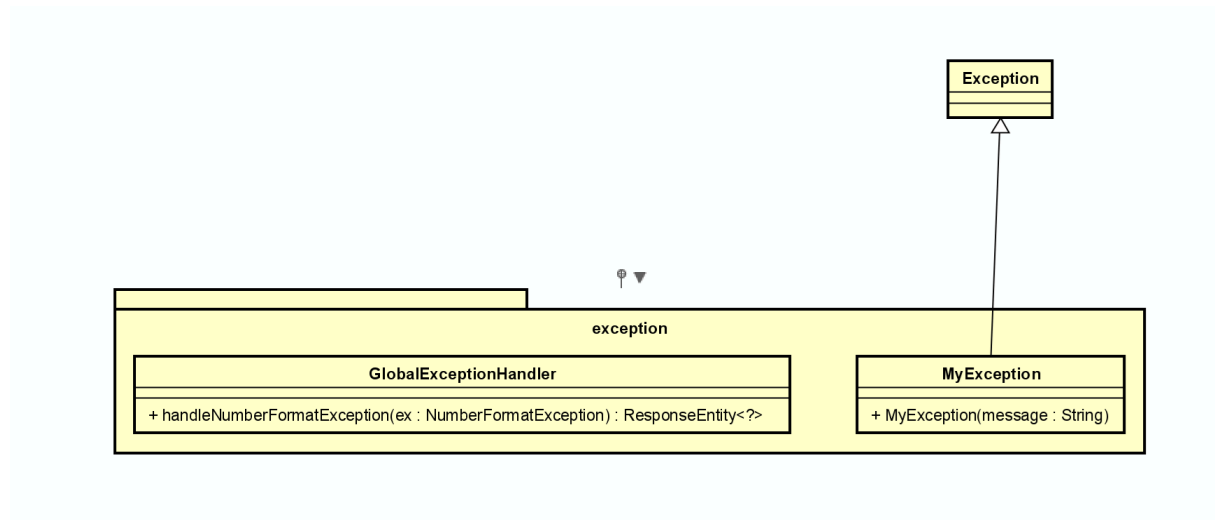 Exception
exception
GlobalExceptionHandler
+ handleNumberFormatException(ex : NumberFormatException) : ResponseEntity<?>
MyException
+ MyException(message : String)